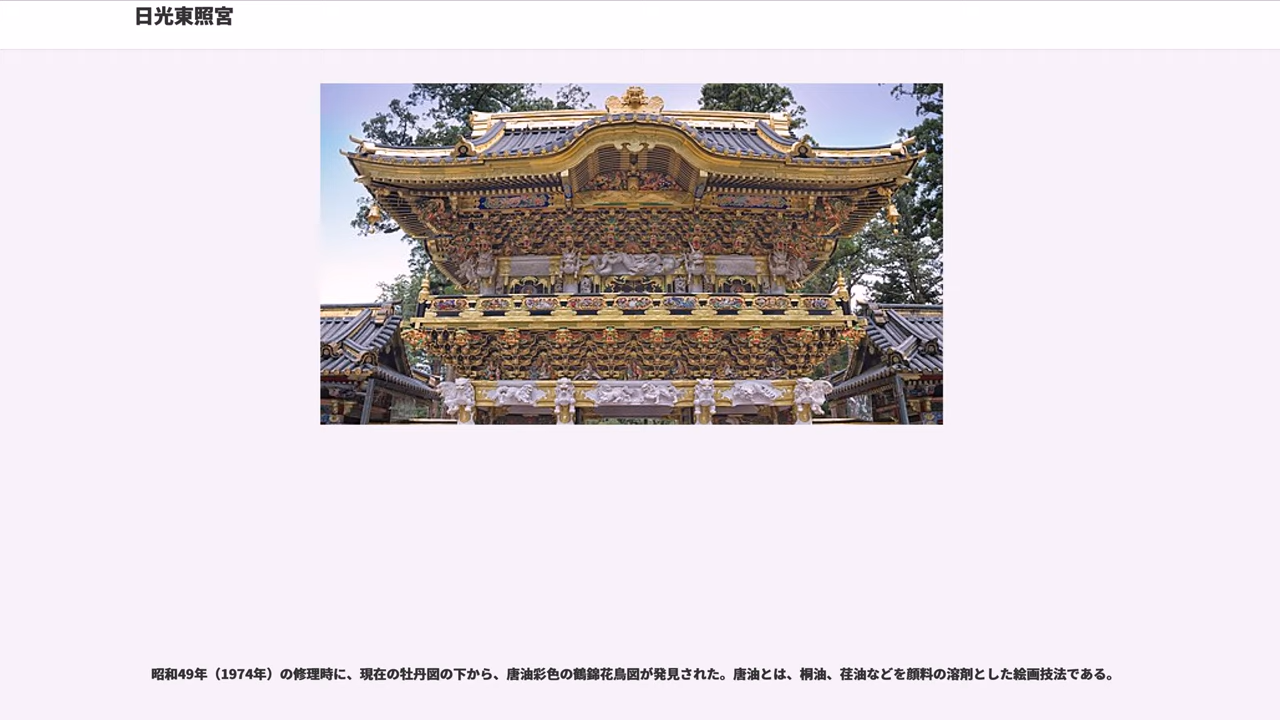 日光東照宮
昭和49年（1974年）の修理時に、現在の牡丹図の下から、唐油彩色の鶴錦花鳥図が発見された。唐油とは、桐油、荏油などを顔料の溶剤とした絵画技法である。